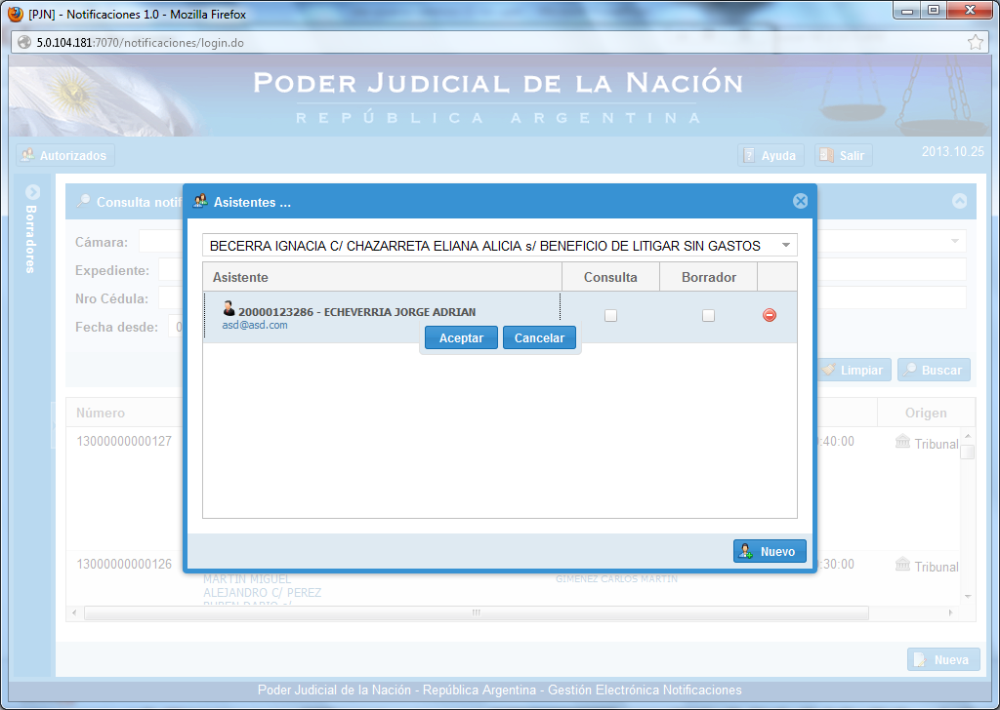 [PJN] - Notificaciones 1.0 - Mozilla Firefox
5.0.104.181:7070/notificaciones/login.do
PODER JUDICIAL DE LA NACIÓN
REPÚBLICA ARGENTINA
Autorizados
Ayuda
Salir
2013.10.25
Borradores
Consulta notif
Cámara:
Expediente:
Nro Cédula:
Fecha desde: 0
Asistentes ...
BECERRA IGNACIA C/ CHAZARRETA ELIANA ALICIA s/ BENEFICIO DE LITIGAR SIN GASTOS
Asistente Consulta Borrador
20000123286 - ECHEVERRIA JORGE ADRIAN
asd@asd.com
Aceptar Cancelar
Nuevo
Limpiar Buscar
Número Origen
13000000000127 :40:00 Tribunal
13000000000126 :30:00 Tribunal
MARTIN MIGUEL GIMENEZ CARLOS MARTIN
ALEJANDRO C/ PEREZ
RUBEN DARIO s/
Nueva
Poder Judicial de la Nación - República Argentina - Gestión Electrónica Notificaciones